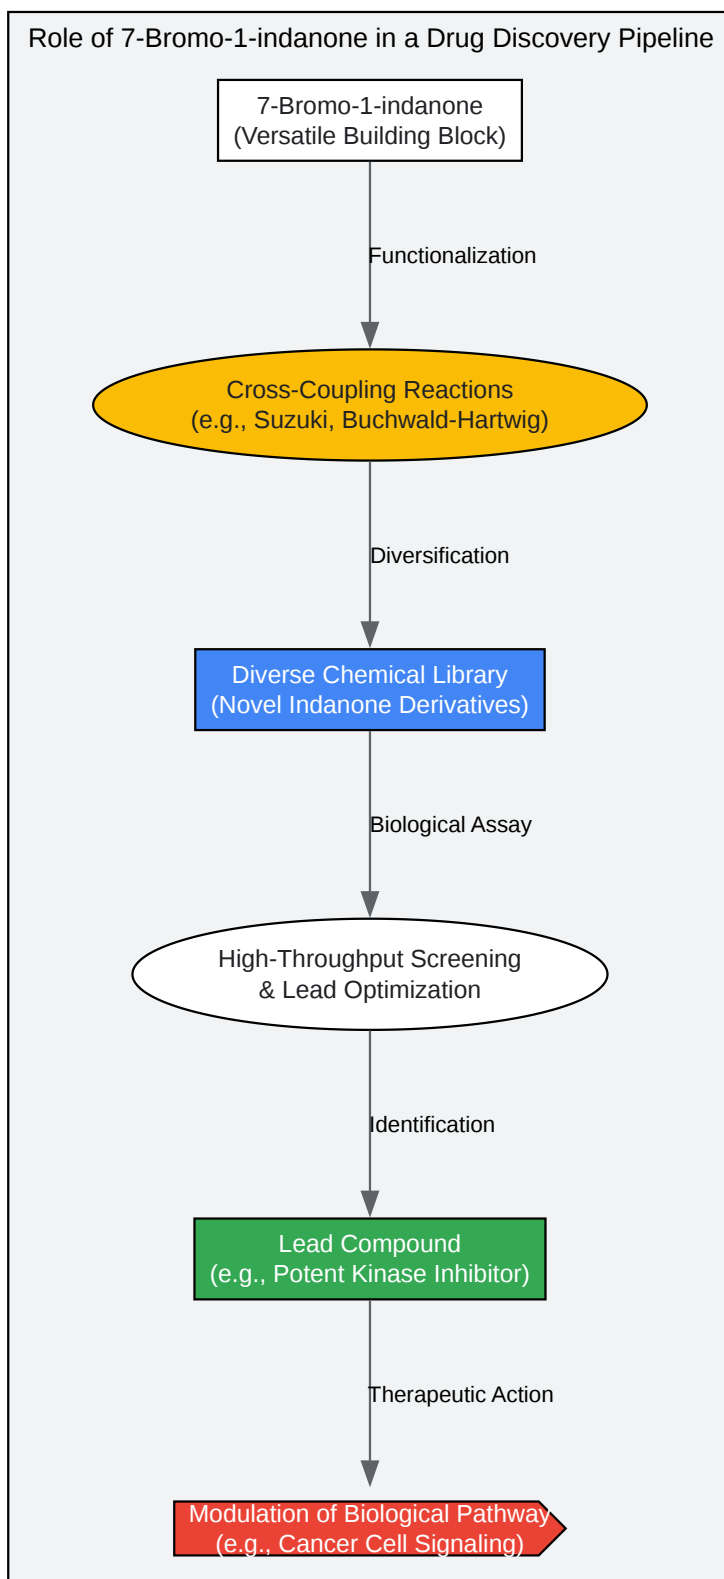 Role of 7-Bromo-1-indanone in a Drug Discovery Pipeline
7-Bromo-1-indanone
(Versatile Building Block)
Functionalization
Cross-Coupling Reactions
(e.g., Suzuki, Buchwald-Hartwig)
Diversification
Diverse Chemical Library
(Novel Indanone Derivatives)
Biological Assay
High-Throughput Screening
& Lead Optimization
Identification
Lead Compound
(e.g., Potent Kinase Inhibitor)
Therapeutic Action
Modulation of Biological Pathway
(e.g., Cancer Cell Signaling)